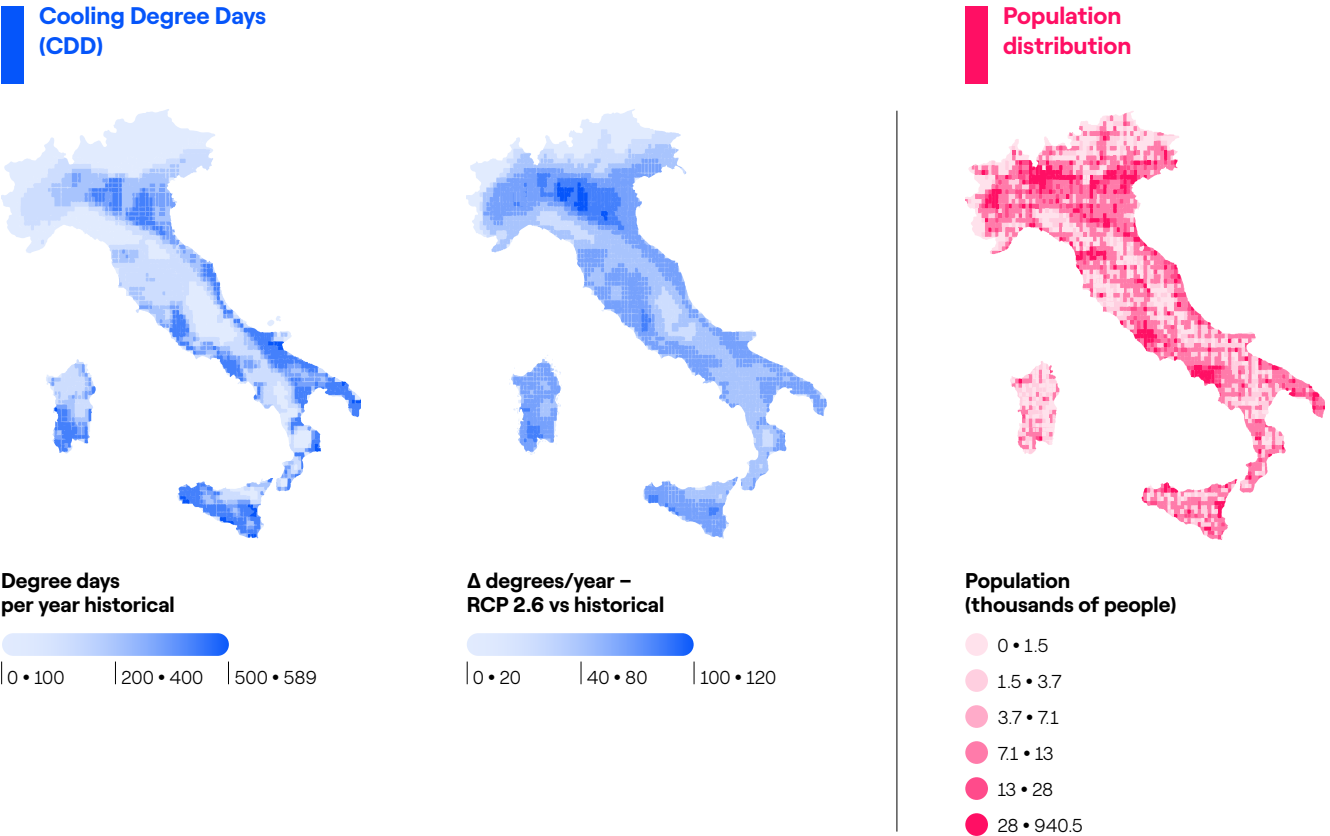 Cooling Degree Days
(CDD)
Population
distribution
Degree days
per year historical
0 • 100
200 • 400
500 • 589
Δ degrees/year –
RCP 2.6 vs historical
0 • 20
40 • 80
100 • 120
Population
(thousands of people)
0 • 1.5
1.5 • 3.7
3.7 • 7.1
7.1 • 13
13 • 28
28 • 940.5